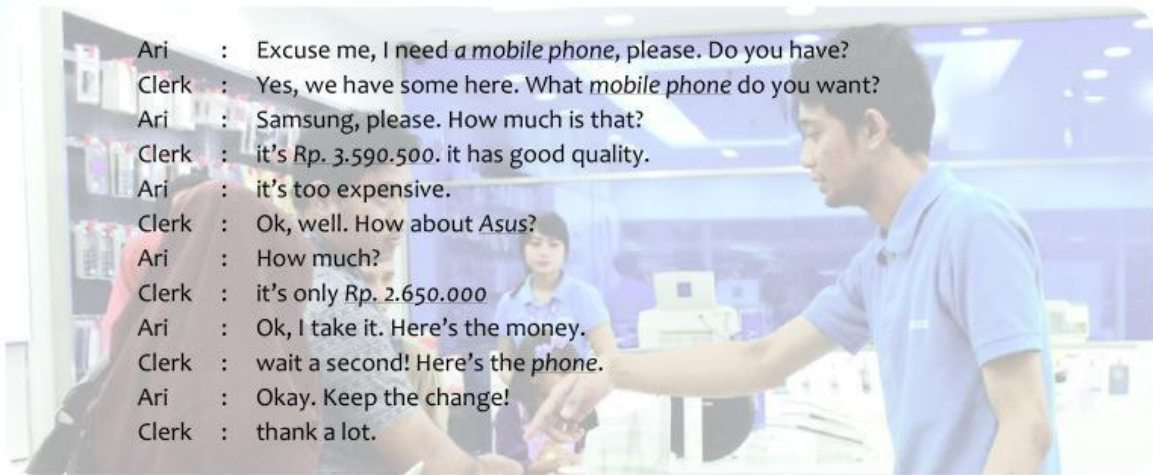 Ari : Excuse me, I need a mobile phone, please. Do you have?
Clerk : Yes, we have some here. What mobile phone do you want?
Ari : Samsung, please. How much is that?
Clerk : it's Rp. 3.590.500. it has good quality.
Ari : it's too expensive.
Clerk : Ok, well. How about Asus?
Ari : How much?
Clerk : it's only Rp. 2.650.000
Ari : Ok, I take it. Here's the money.
Clerk : wait a second! Here's the phone.
Ari : Okay. Keep the change!
Clerk : thank a lot.